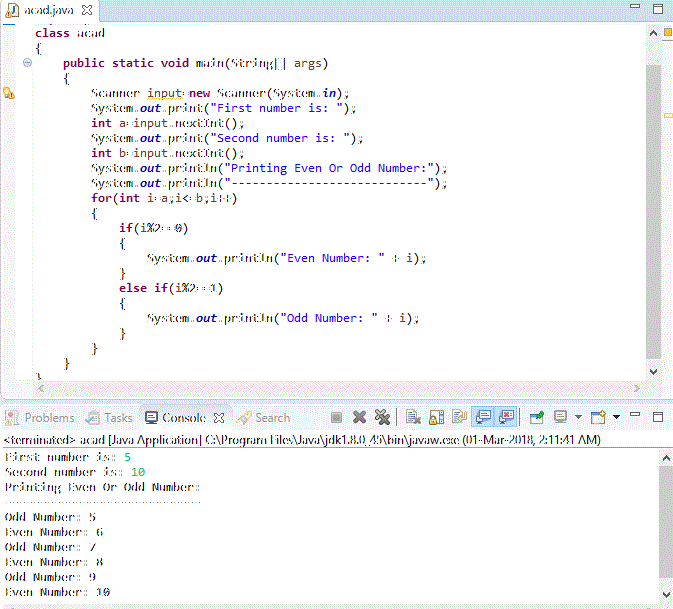 acad.java
class acad
{
public static void main(String[] args)
{
Scanner input=new Scanner(System.in);
System.out.print("First number is: ");
int a=input.nextInt();
System.out.print("Second number is: ");
int b=input.nextInt();
System.out.println("Printing Even Or Odd Number:");
System.out.println("----------------------------");
for(int i=a;i<=b;i++)
{
if(i%2==0)
{
System.out.println("Even Number: " + i);
}
else if(i%2==1)
{
System.out.println("Odd Number: " + i);
}
}
}
}
Problems Tasks Console Search
<terminated> acad [Java Application] C:\Program Files\Java\jdk1.8.0_45\bin\javaw.exe (01-Mar-2018, 2:11:41 AM)
First number is: 5
Second number is: 10
Printing Even Or Odd Number:
----------------------------
Odd Number: 5
Even Number: 6
Odd Number: 7
Even Number: 8
Odd Number: 9
Even Number: 10